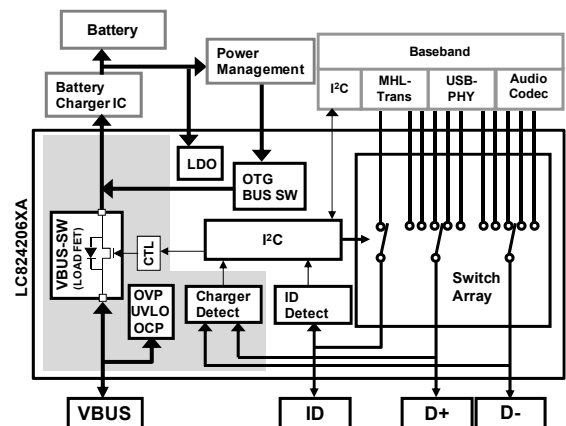 Battery
Power
Management
Baseband
I²C
MHL-
Trans
USB-
PHY
Audio
Codec
Battery
Charger IC
LC824206XA
LDO
OTG
BUS SW
VBUS-SW
(LOAD FET)
CTL
I²C
Switch
Array
OVP
UVLO
OCP
Charger
Detect
ID
Detect
VBUS
ID
D+
D-